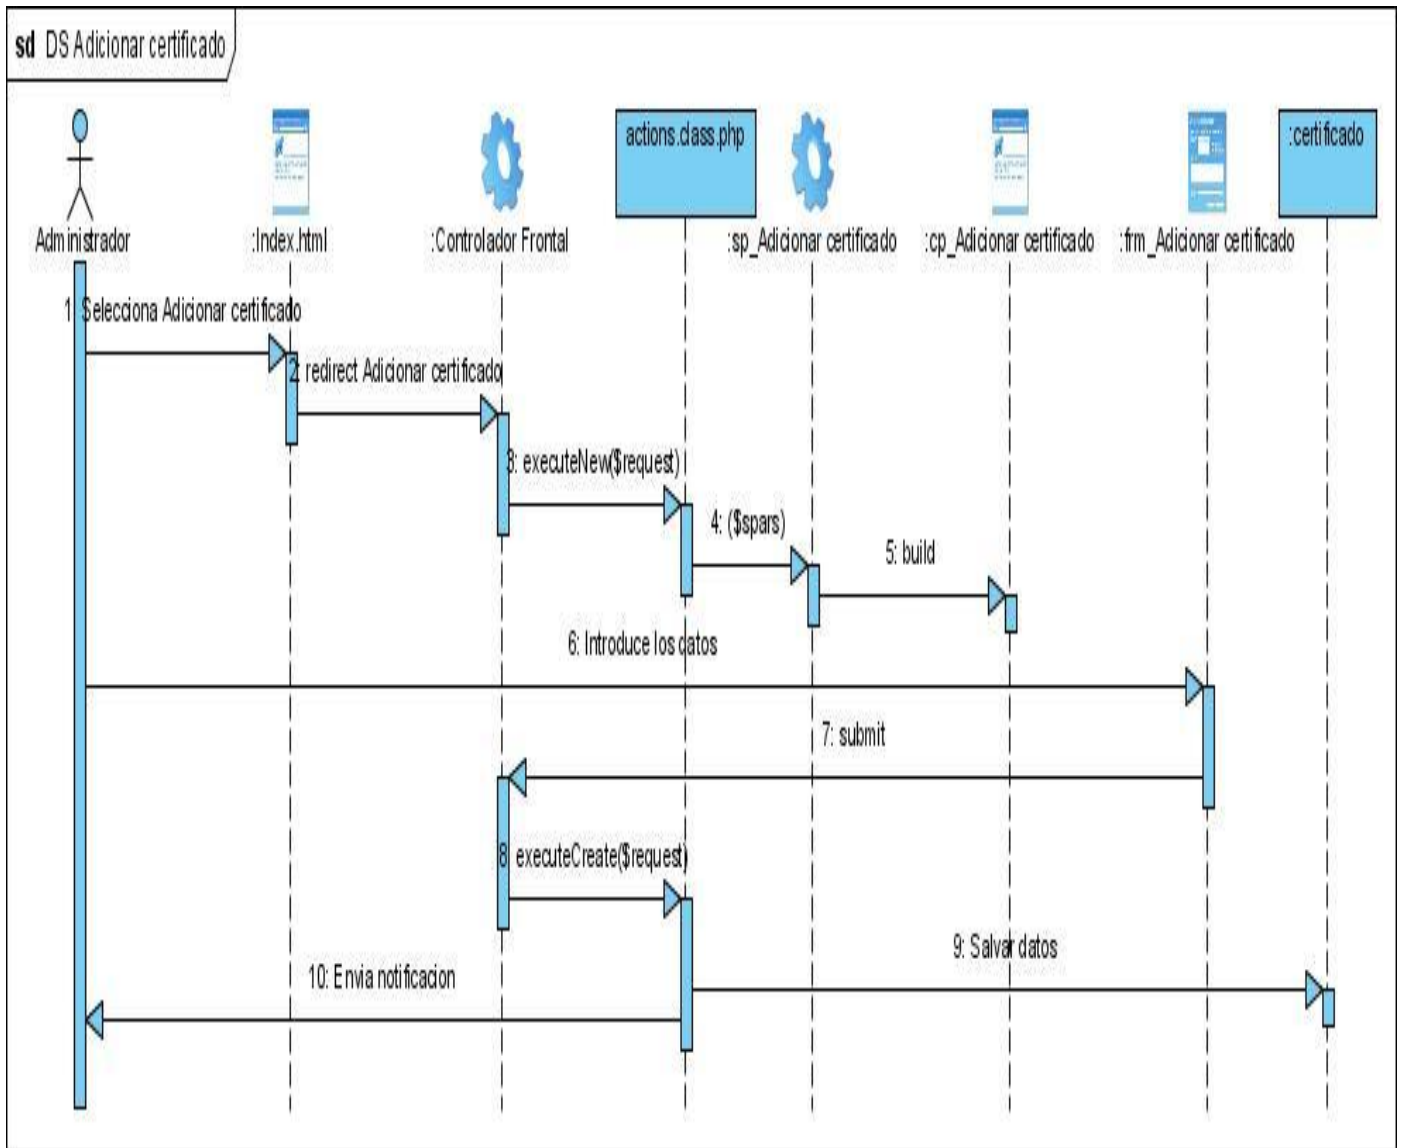 sd DS Adicionar certificado
actions.class.php
:certificado
Administrador
:Index.html
:Controlador Frontal
:sp_Adicionar certificado
:cp_Adicionar certificado
:frm_Adicionar certificado
1: Selecciona Adicionar certificado
2: redirect Adicionar certificado
3: executeNew($request)
4: ($spars)
5: build
6: Introduce los datos
7: submit
8: executeCreate($request)
9: Salvar datos
10: Envia notificacion